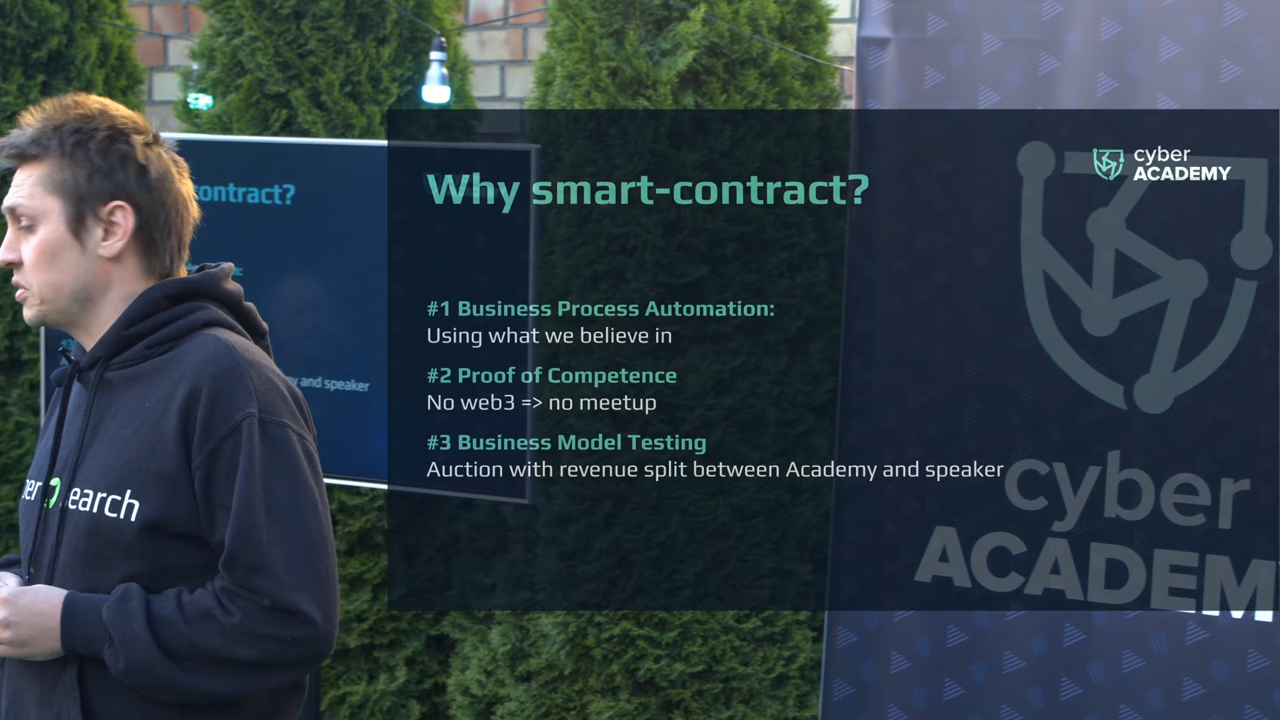 Why smart-contract?
cyber
ACADEMY
#1 Business Process Automation:
Using what we believe in
#2 Proof of Competence
No web3 => no meetup
#3 Business Model Testing
Auction with revenue split between Academy and speaker
contract?
and speaker
earch
cyber
ACADEM